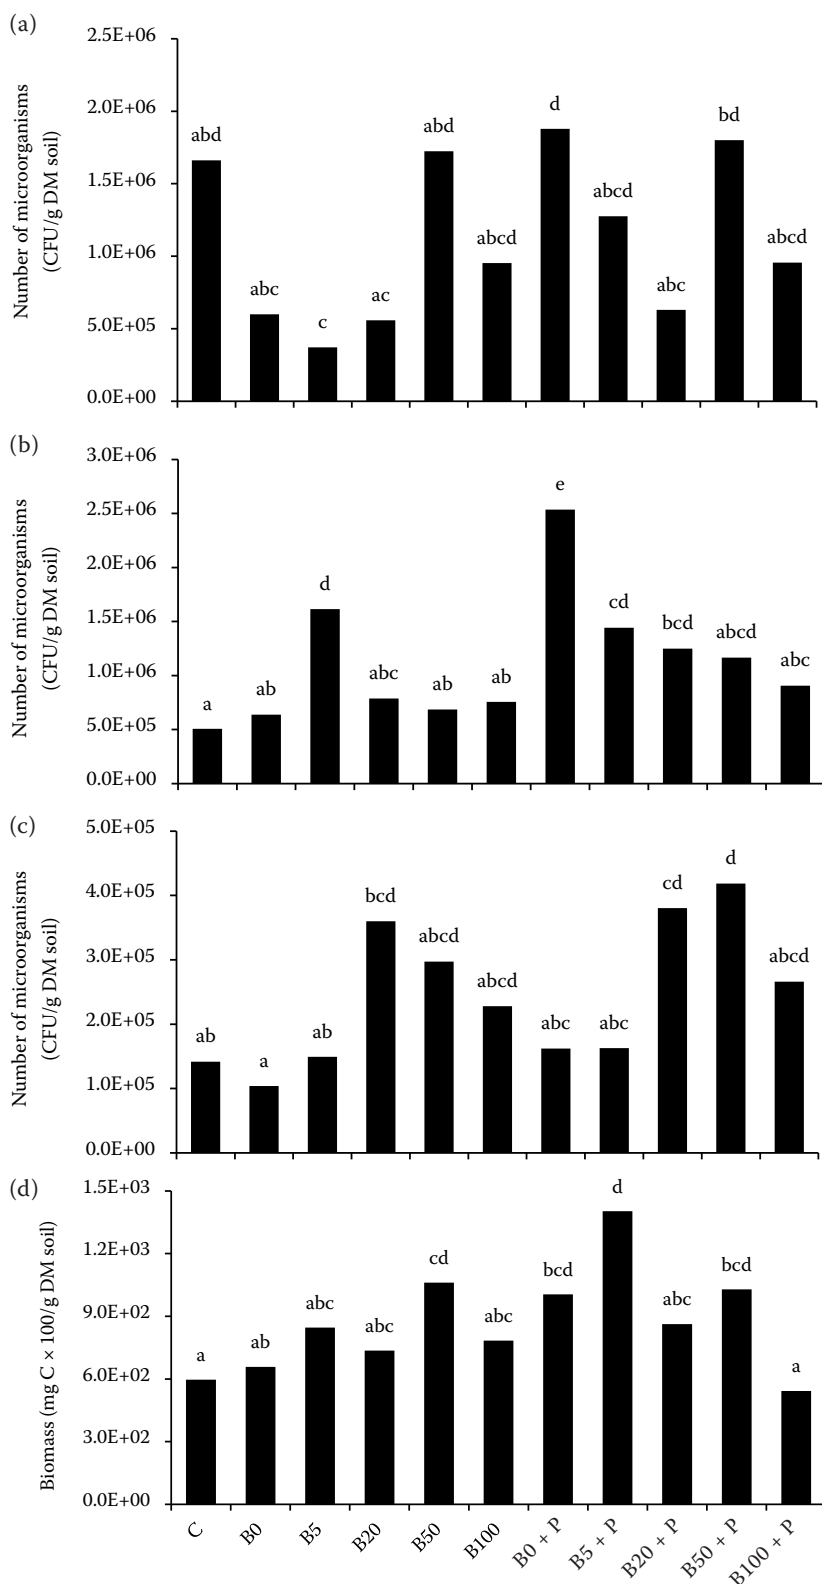 (a)
Number of microorganisms
(CFU/g DM soil)
2.5E+06
2.0E+06
1.5E+06
1.0E+06
5.0E+05
0.0E+00
abd
abc
c
ac
abd
abcd
d
abcd
abc
bd
abcd
(b)
Number of microorganisms
(CFU/g DM soil)
3.0E+06
2.5E+06
2.0E+06
1.5E+06
1.0E+06
5.0E+05
0.0E+00
a
ab
d
abc
ab
ab
e
cd
bcd
abcd
abc
(c)
Number of microorganisms
(CFU/g DM soil)
5.0E+05
4.0E+05
3.0E+05
2.0E+05
1.0E+05
0.0E+00
ab
a
ab
bcd
abcd
abcd
abc
abc
cd
d
abcd
(d)
Biomass (mg C × 100/g DM soil)
1.5E+03
1.2E+03
9.0E+02
6.0E+02
3.0E+02
0.0E+00
a
ab
abc
abc
cd
abc
bcd
d
abc
bcd
a
C
B0
B5
B20
B50
B100
B0 + P
B5 + P
B20 + P
B50 + P
B100 + P